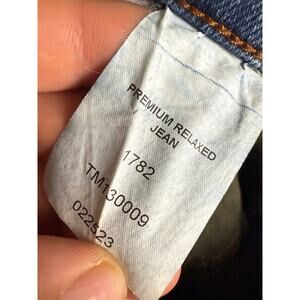 PREMIUM RELAXED
JEAN
1782
TM130009
022523